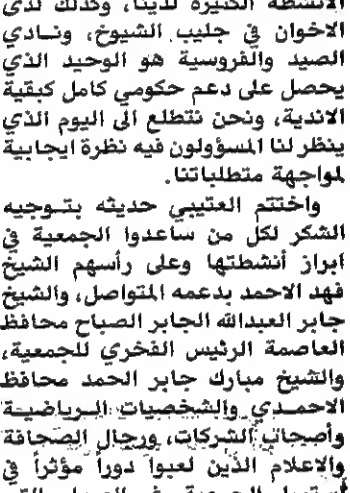 الأنشطة الكثيرة لدينا، وكذلك لدى
الاخوان في جليب الشيوخ، ونادي
الصيد والفروسية هو الوحيد الذي
يحصل على دعم حكومي كامل كبقية
الاندية، ونحن نتطلع الى اليوم الذي
ينظر لنا المسؤولون فيه نظرة ايجابية
لمواجهة متطلباتنا.
واختتم العتيبي حديثه بتوجيه
الشكر لكل من ساعدوا الجمعية في
ابراز أنشطتها وعلى رأسهم الشيخ
فهد الاحمد بدعمه المتواصل، والشيخ
جابر العبدالله الجابر الصباح محافظ
العاصمة الرئيس الفخري للجمعية،
والشيخ مبارك جابر الحمد محافظ
الاحمدي والشخصيات الرياضية
وأصحاب الشركات، ورجال الصحافة
والاعلام الذين لعبوا دوراً مؤثراً في